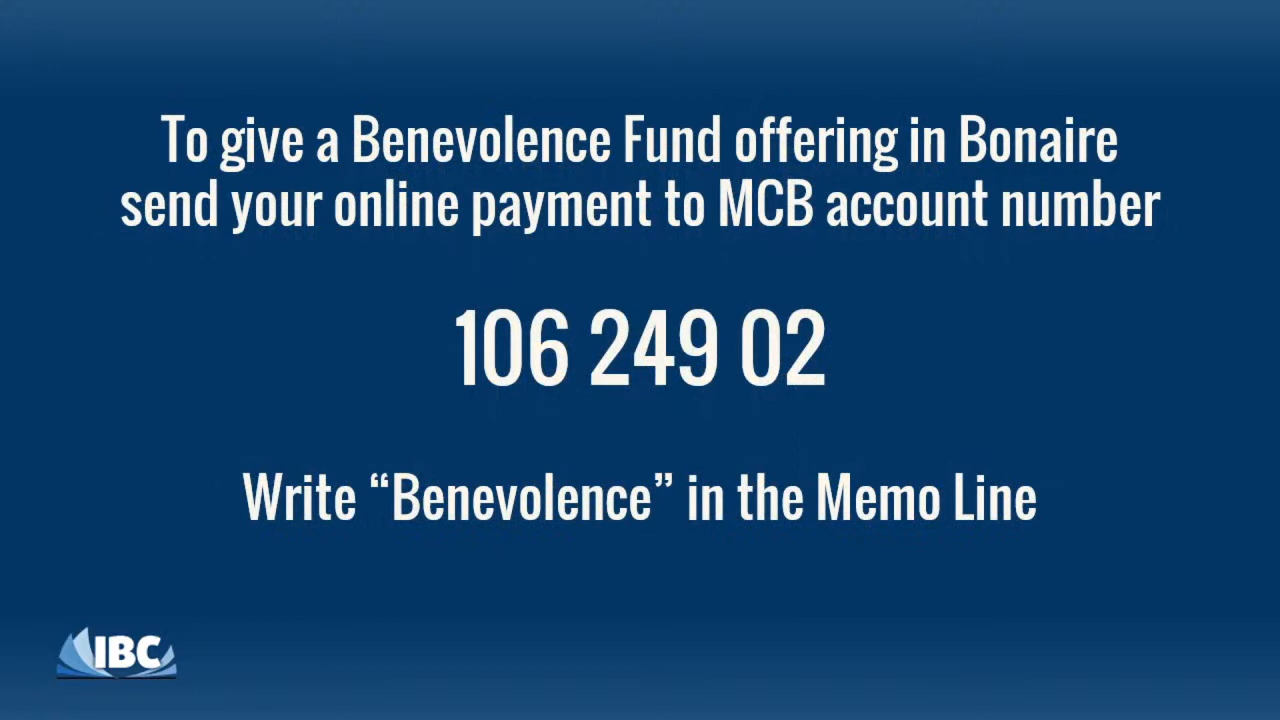 To give a Benevolence Fund offering in Bonaire
send your online payment to MCB account number
106 249 02
Write “Benevolence” in the Memo Line
IBC